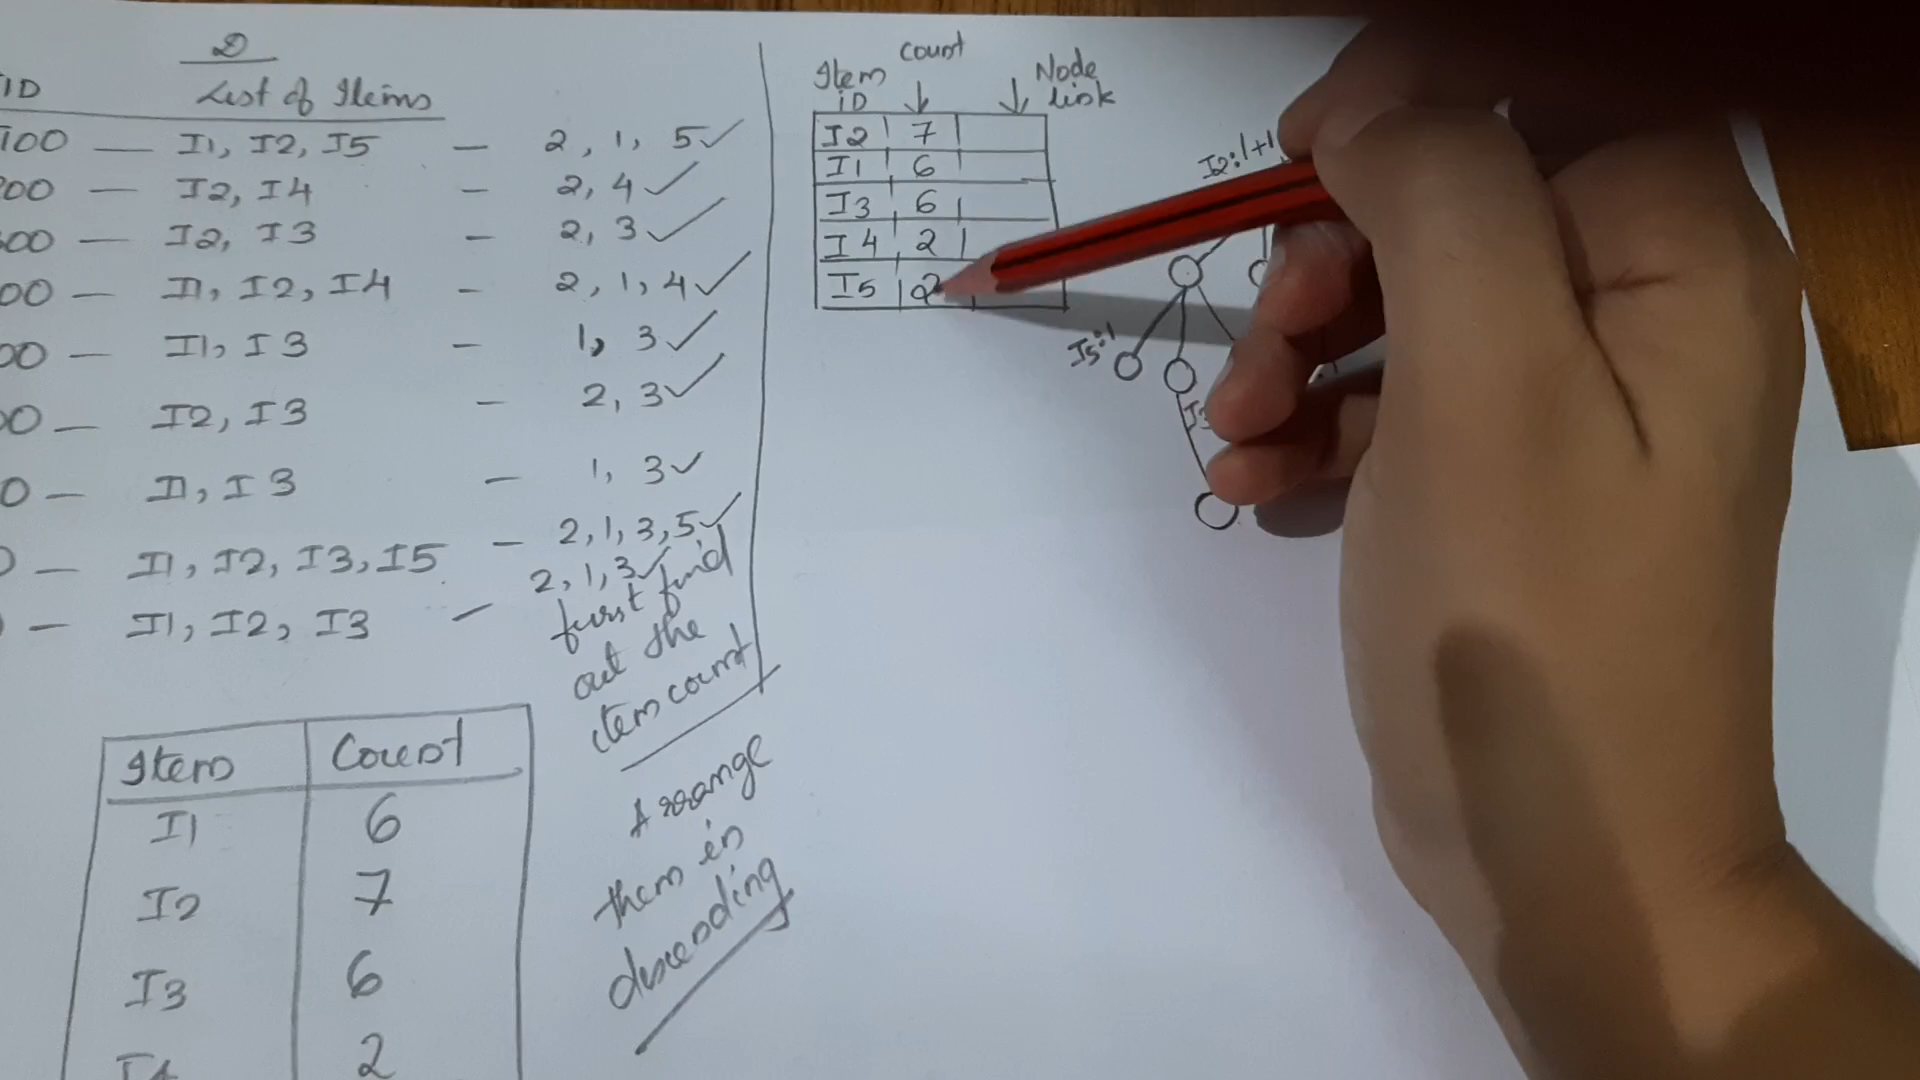 D
ID List of Items
T100 — I1, I2, I5 — 2, 1, 5 ✓
00 — I2, I4 - 2, 4 ✓
00 — I2, I3 - 2, 3 ✓
00 — I1, I2, I4 - 2, 1, 4 ✓
00 — I1, I3 - 1, 3 ✓
0 — I2, I3 - 2, 3 ✓
0 — I1, I3 - 1, 3 ✓
— I1, I2, I3, I5 — 2, 1, 3, 5 ✓
— I1, I2, I3 — 2, 1, 3 ✓
first find
out the
item count
Arrange
them in
descending
Item Count
I1 6
I2 7
I3 6
I4 2
Item ID count Node link
I2 7
I1 6
I3 6
I4 2
I5 2
I2:1+1
I5:1
I3